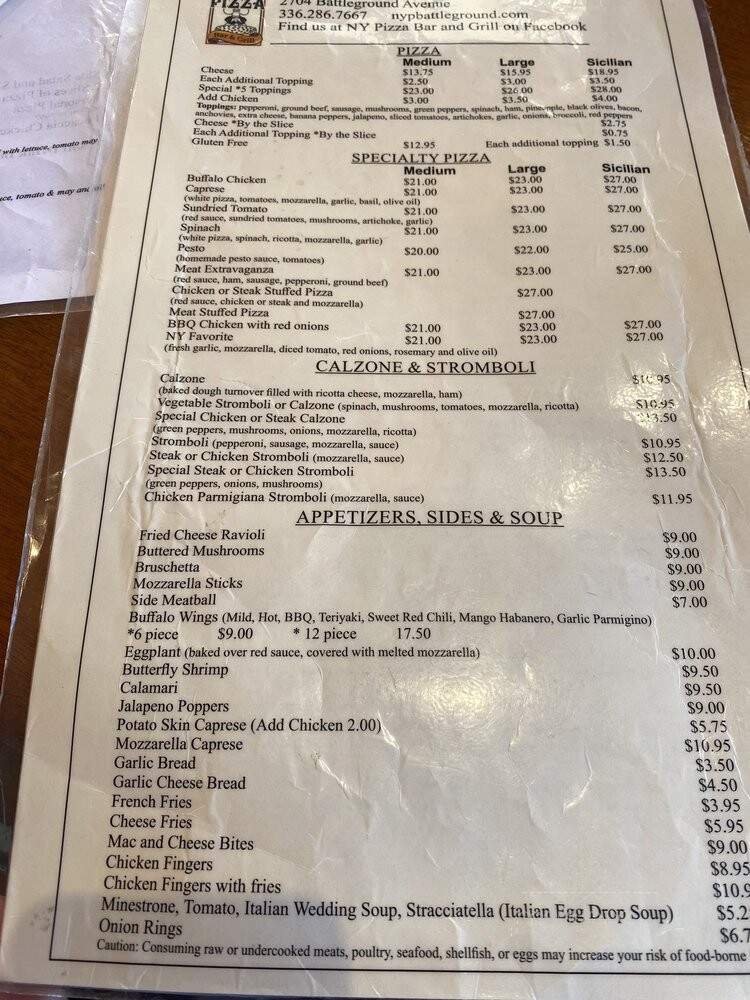 PIZZA
Bar & Grill
2704 Battleground Avenue
336.286.7667 nypbattleground.com
Find us at NY Pizza Bar and Grill on Facebook
PIZZA
Medium Large Sicilian
Cheese $13.75 $15.95 $18.95
Each Additional Topping $2.50 $3.00 $3.50
Special *5 Toppings $23.00 $26.00 $28.00
Add Chicken $3.00 $3.50 $4.00
Toppings: pepperoni, ground beef, sausage, mushrooms, green peppers, spinach, ham, pineapple, black olives, bacon,
anchovies, extra cheese, banana peppers, jalapeno, sliced tomatoes, artichokes, garlic, onions, broccoli, red peppers
Cheese *By the Slice $2.75
Each Additional Topping *By the Slice $0.75
Gluten Free $12.95 Each additional topping $1.50
SPECIALTY PIZZA
Medium Large Sicilian
Buffalo Chicken $21.00 $23.00 $27.00
Caprese $21.00 $23.00 $27.00
(white pizza, tomatoes, mozzarella, garlic, basil, olive oil)
Sundried Tomato $21.00 $23.00 $27.00
(red sauce, sundried tomatoes, mushrooms, artichoke, garlic)
Spinach $21.00 $23.00 $27.00
(white pizza, spinach, ricotta, mozzarella, garlic)
Pesto $20.00 $22.00 $25.00
(homemade pesto sauce, tomatoes)
Meat Extravaganza $21.00 $23.00 $27.00
(red sauce, ham, sausage, pepperoni, ground beef)
Chicken or Steak Stuffed Pizza $27.00
(red sauce, chicken or steak and mozzarella)
Meat Stuffed Pizza $27.00
BBQ Chicken with red onions $21.00 $23.00 $27.00
NY Favorite $21.00 $23.00 $27.00
(fresh garlic, mozzarella, diced tomato, red onions, rosemary and olive oil)
CALZONE & STROMBOLI
Calzone
(baked dough turnover filled with ricotta cheese, mozzarella, ham)
Vegetable Stromboli or Calzone (spinach, mushrooms, tomatoes, mozzarella, ricotta) $10.95
Special Chicken or Steak Calzone
(green peppers, mushrooms, onions, mozzarella, ricotta)
Stromboli (pepperoni, sausage, mozzarella, sauce) $10.95
Steak or Chicken Stromboli (mozzarella, sauce) $12.50
Special Steak or Chicken Stromboli $13.50
(green peppers, onions, mushrooms)
Chicken Parmigiana Stromboli (mozzarella, sauce) $11.95
APPETIZERS, SIDES & SOUP
Fried Cheese Ravioli $9.00
Buttered Mushrooms $9.00
Bruschetta $9.00
Mozzarella Sticks $9.00
Side Meatball $7.00
Buffalo Wings (Mild, Hot, BBQ, Teriyaki, Sweet Red Chili, Mango Habanero, Garlic Parmigino)
*6 piece $9.00 * 12 piece 17.50
Eggplant (baked over red sauce, covered with melted mozzarella) $10.00
Butterfly Shrimp $9.50
Calamari $9.50
Jalapeno Poppers $9.00
Potato Skin Caprese (Add Chicken 2.00) $5.75
Mozzarella Caprese $10.95
Garlic Bread $3.50
Garlic Cheese Bread $4.50
French Fries $3.95
Cheese Fries $5.95
Mac and Cheese Bites $9.00
Chicken Fingers $8.95
Chicken Fingers with fries $10.9
Minestrone, Tomato, Italian Wedding Soup, Stracciatella (Italian Egg Drop Soup) $5.2
Onion Rings $6.7
Caution: Consuming raw or undercooked meats, poultry, seafood, shellfish, or eggs may increase your risk of food-borne
with lettuce, tomato may
tomato & may